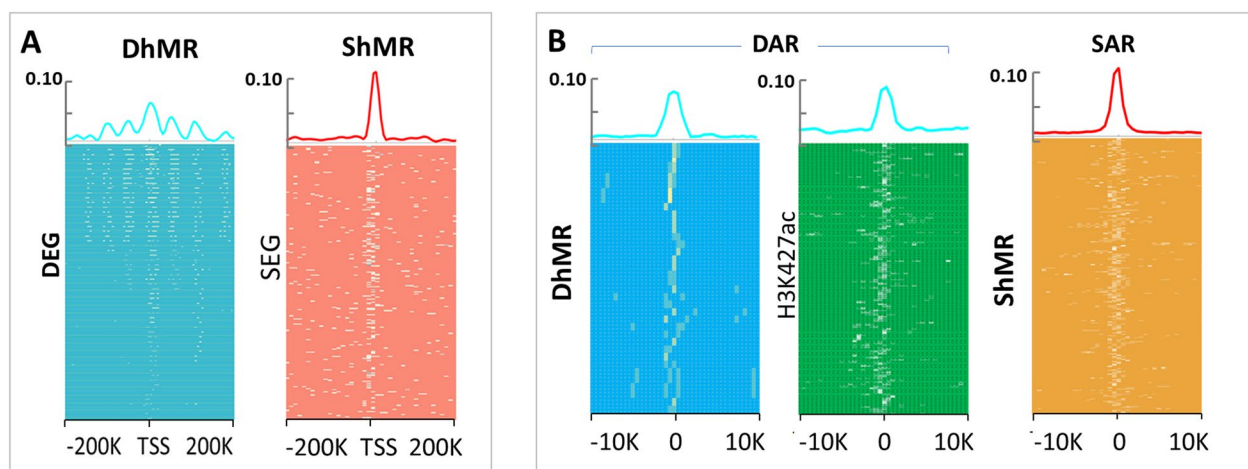 A
DhMR
ShMR
0.10
0.10
DEG
SEG
-200K TSS 200K
-200K TSS 200K
B
DAR
SAR
0.10
0.10
0.10
DhMR
H3K427ac
ShMR
-10K 0 10K
-10K 0 10K
-10K 0 10K